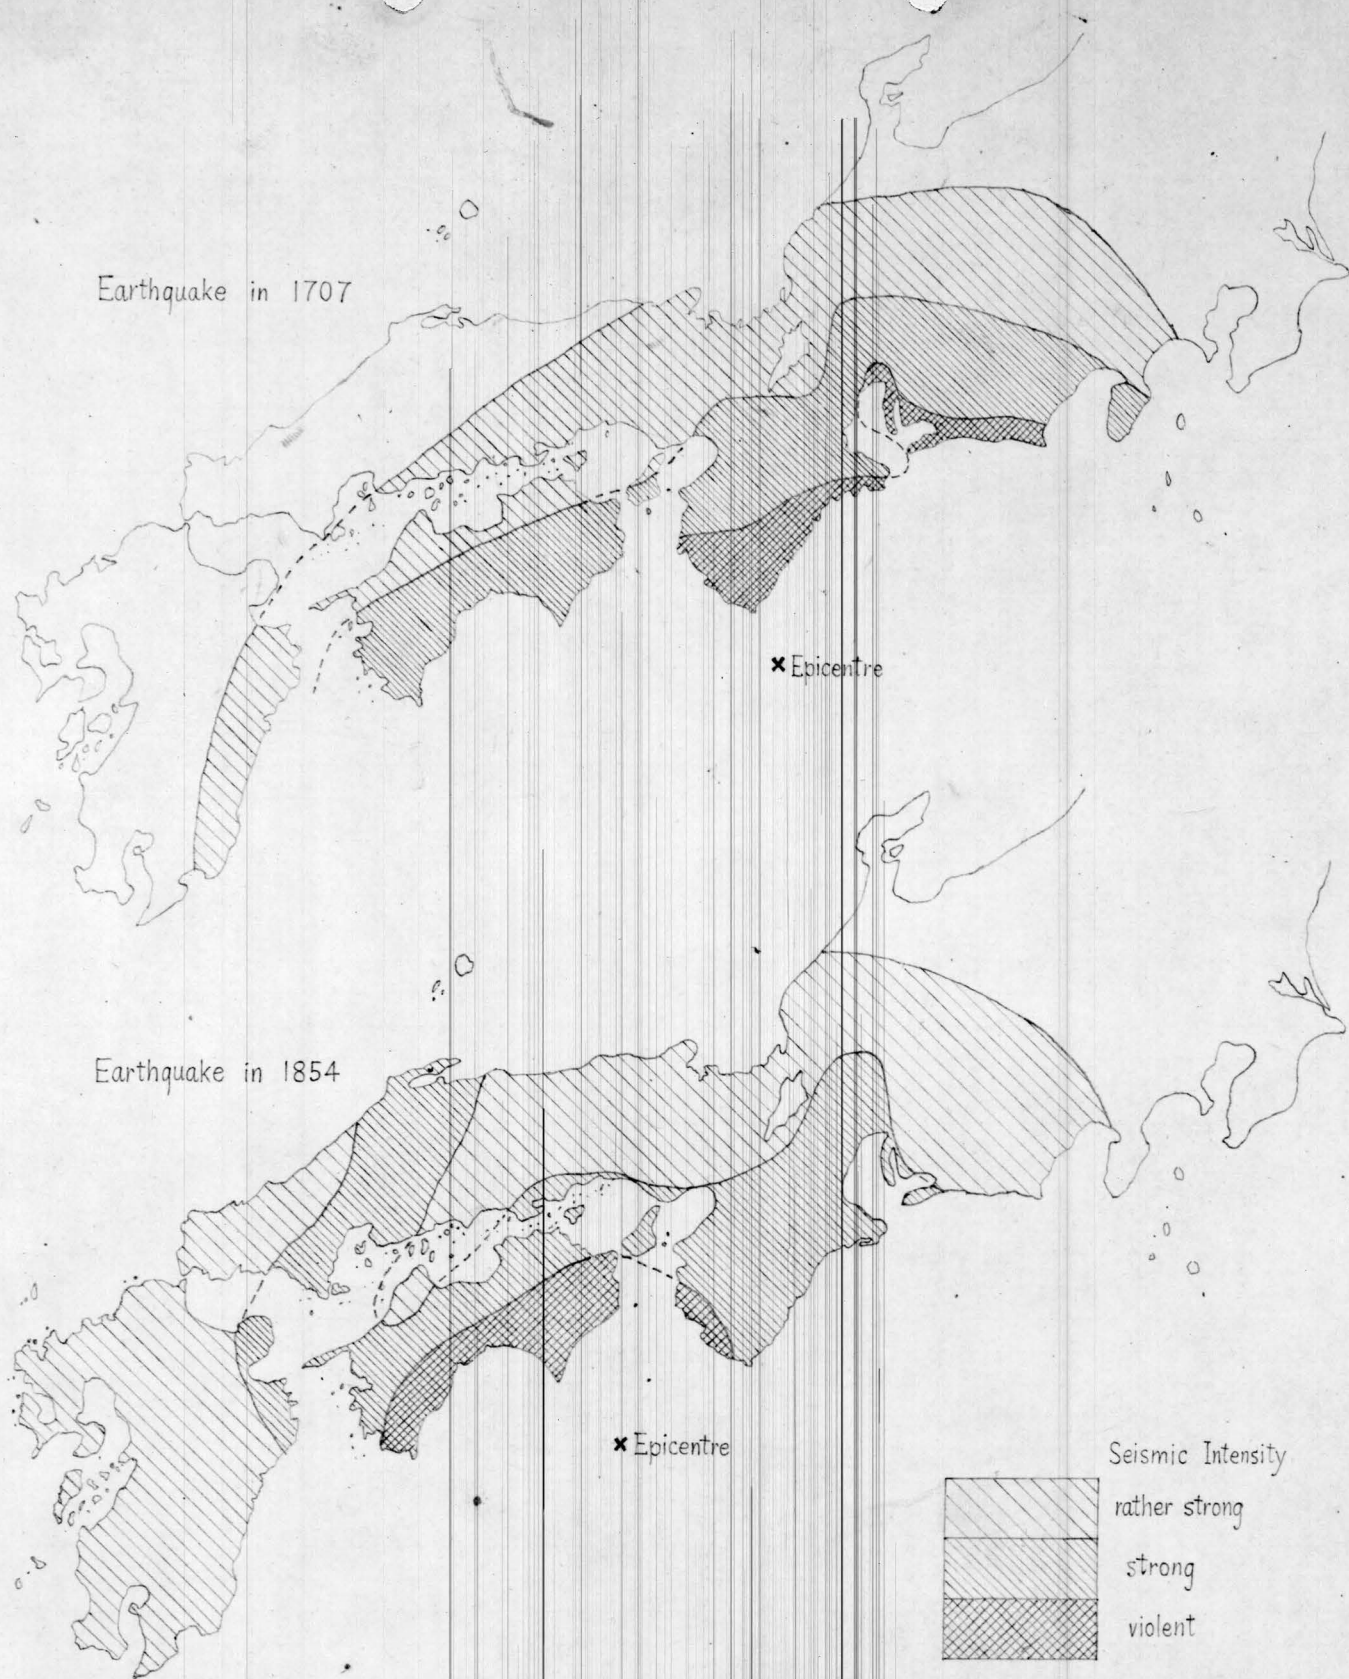 Earthquake in 1707
Epicentre
Earthquake in 1854
Epicentre
Seismic Intensity
rather strong
strong
violent